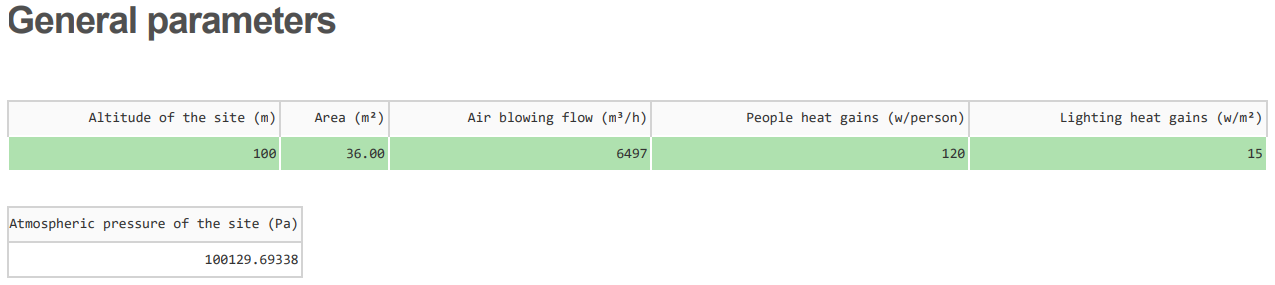 General parameters
Altitude of the site (m) Area (m²) Air blowing flow (m³/h) People heat gains (w/person) Lighting heat gains (w/m²)
100 36.00 6497 120 15
Atmospheric pressure of the site (Pa)
100129.69338